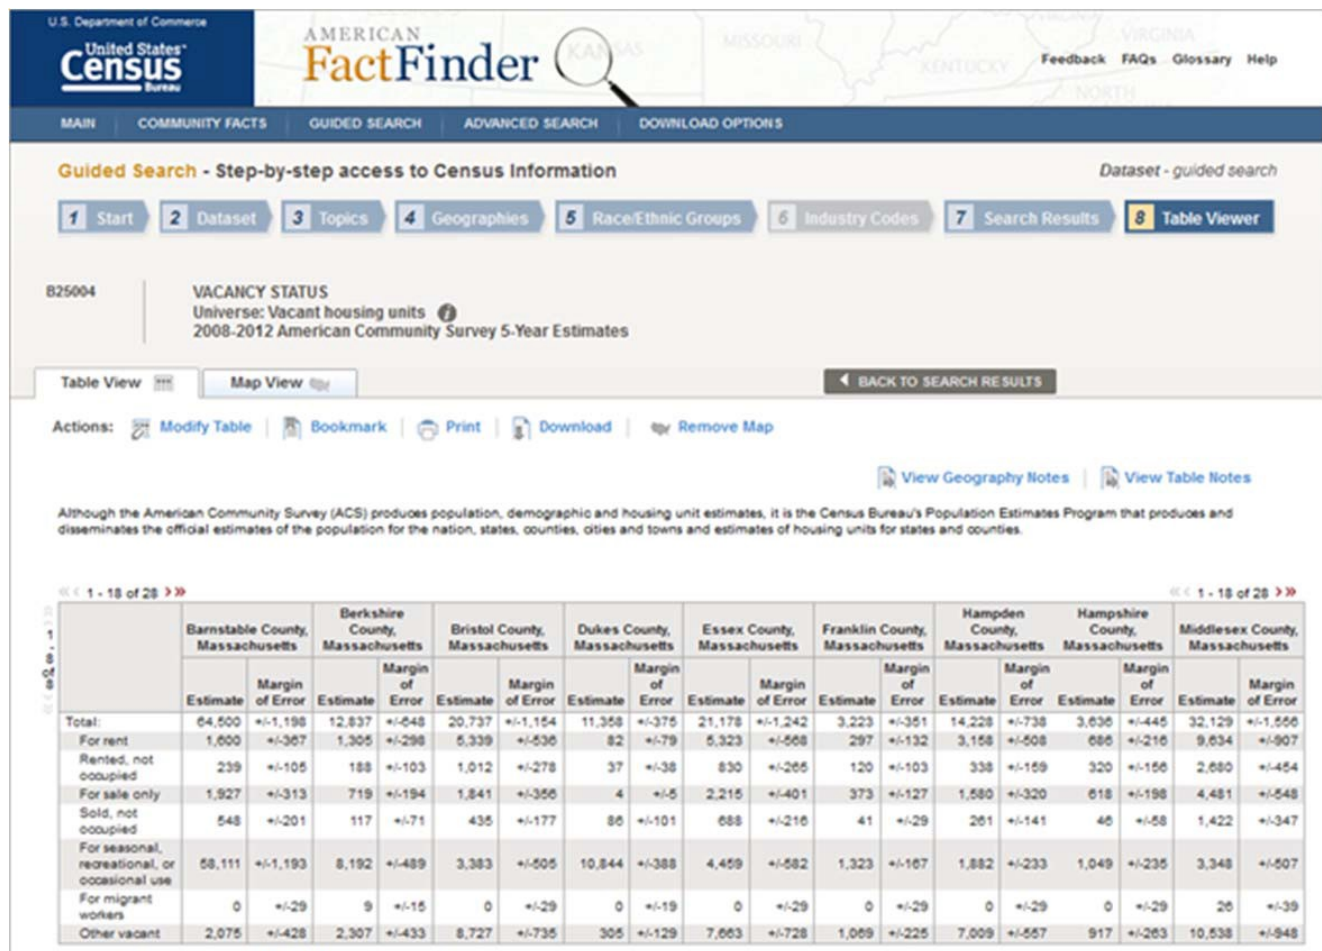 U.S. Department of Commerce
United States™
Census
Bureau
AMERICAN
FactFinder
KANSAS
MISSOURI
KENTUCKY
VIRGINIA
NORTH
Feedback FAQs Glossary Help
MAIN COMMUNITY FACTS GUIDED SEARCH ADVANCED SEARCH DOWNLOAD OPTIONS
Guided Search - Step-by-step access to Census Information
Dataset - guided search
1 Start 2 Dataset 3 Topics 4 Geographies 5 Race/Ethnic Groups 6 Industry Codes 7 Search Results 8 Table Viewer
B25004
VACANCY STATUS
Universe: Vacant housing units i
2008-2012 American Community Survey 5-Year Estimates
Table View Map View BACK TO SEARCH RESULTS
Actions: Modify Table Bookmark Print Download Remove Map
View Geography Notes View Table Notes
Although the American Community Survey (ACS) produces population, demographic and housing unit estimates, it is the Census Bureau's Population Estimates Program that produces and
disseminates the official estimates of the population for the nation, states, counties, cities and towns and estimates of housing units for states and counties.
1 - 18 of 28 1 - 18 of 28
1 - 8 of 8
Barnstable County, Massachusetts Berkshire County, Massachusetts Bristol County, Massachusetts Dukes County, Massachusetts Essex County, Massachusetts Franklin County, Massachusetts Hampden County, Massachusetts Hampshire County, Massachusetts Middlesex County, Massachusetts
Estimate Margin of Error Estimate Margin of Error Estimate Margin of Error Estimate Margin of Error Estimate Margin of Error Estimate Margin of Error Estimate Margin of Error Estimate Margin of Error Estimate Margin of Error
Total: 64,500 +/-1,198 12,837 +/-648 20,737 +/-1,154 11,358 +/-375 21,178 +/-1,242 3,223 +/-351 14,228 +/-738 3,636 +/-445 32,129 +/-1,556
For rent 1,600 +/-367 1,305 +/-298 5,339 +/-536 82 +/-79 5,323 +/-568 297 +/-132 3,158 +/-508 686 +/-216 9,634 +/-907
Rented, not occupied 239 +/-105 188 +/-103 1,012 +/-278 37 +/-38 830 +/-265 120 +/-103 338 +/-159 320 +/-156 2,680 +/-454
For sale only 1,927 +/-313 719 +/-194 1,841 +/-356 4 +/-5 2,215 +/-401 373 +/-127 1,580 +/-320 618 +/-198 4,481 +/-548
Sold, not occupied 548 +/-201 117 +/-71 435 +/-177 86 +/-101 688 +/-216 41 +/-29 261 +/-141 46 +/-58 1,422 +/-347
For seasonal, recreational, or occasional use 58,111 +/-1,193 8,192 +/-489 3,383 +/-505 10,844 +/-388 4,459 +/-582 1,323 +/-167 1,882 +/-233 1,049 +/-235 3,348 +/-507
For migrant workers 0 +/-29 9 +/-15 0 +/-29 0 +/-19 0 +/-29 0 +/-29 0 +/-29 0 +/-29 26 +/-39
Other vacant 2,075 +/-428 2,307 +/-433 8,727 +/-735 305 +/-129 7,663 +/-728 1,069 +/-225 7,009 +/-557 917 +/-263 10,538 +/-948